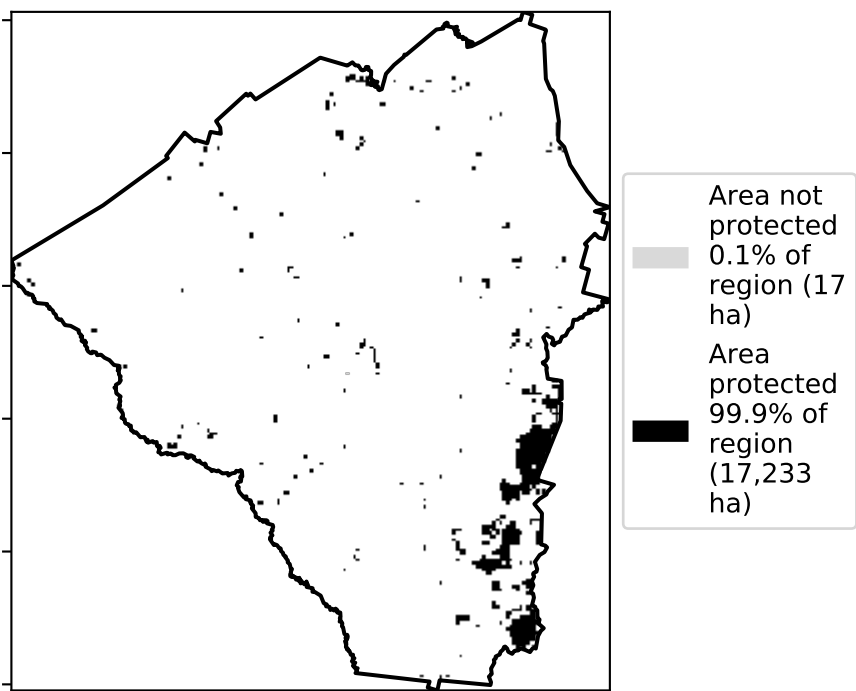 Area not
protected
0.1% of
region (17
ha)
Area
protected
99.9% of
region
(17,233
ha)